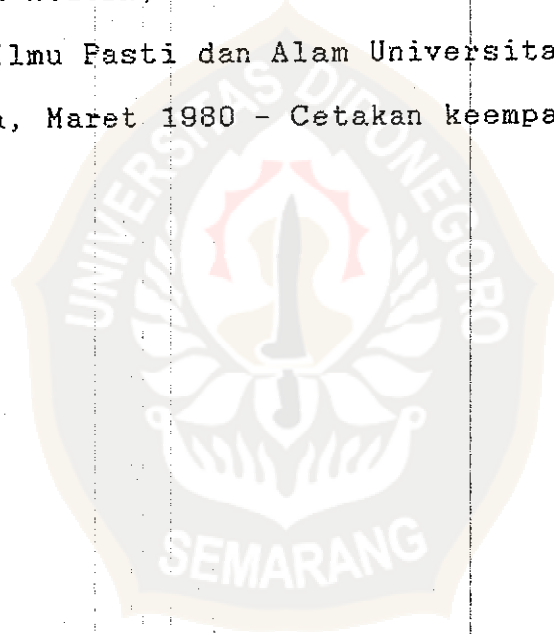 Ilmu Pasti dan Alam Universita
, Maret 1980 - Cetakan keempa
UNIVERSITAS DIPONEGORO
SEMARANG